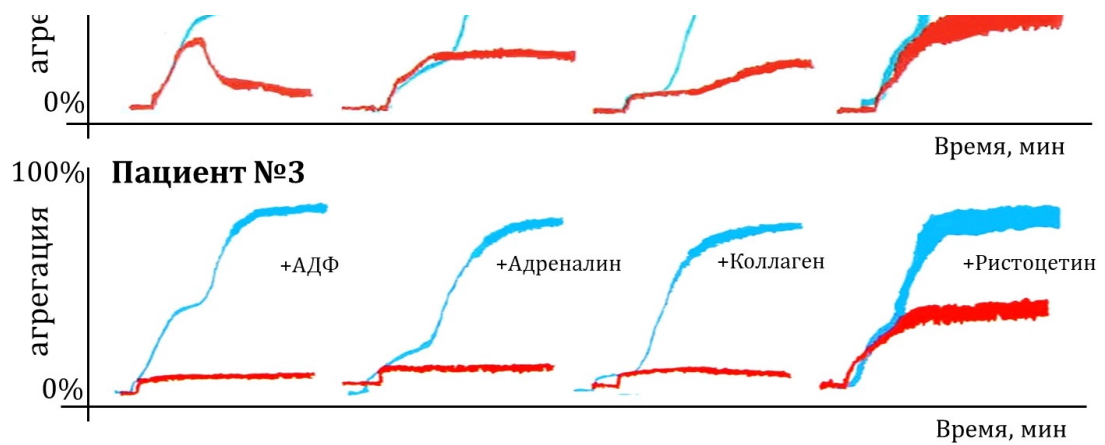 агре
0%
Время, мин
100%
Пациент №3
агрегация
+АДФ
+Адреналин
+Коллаген
+Ристоцетин
0%
Время, мин